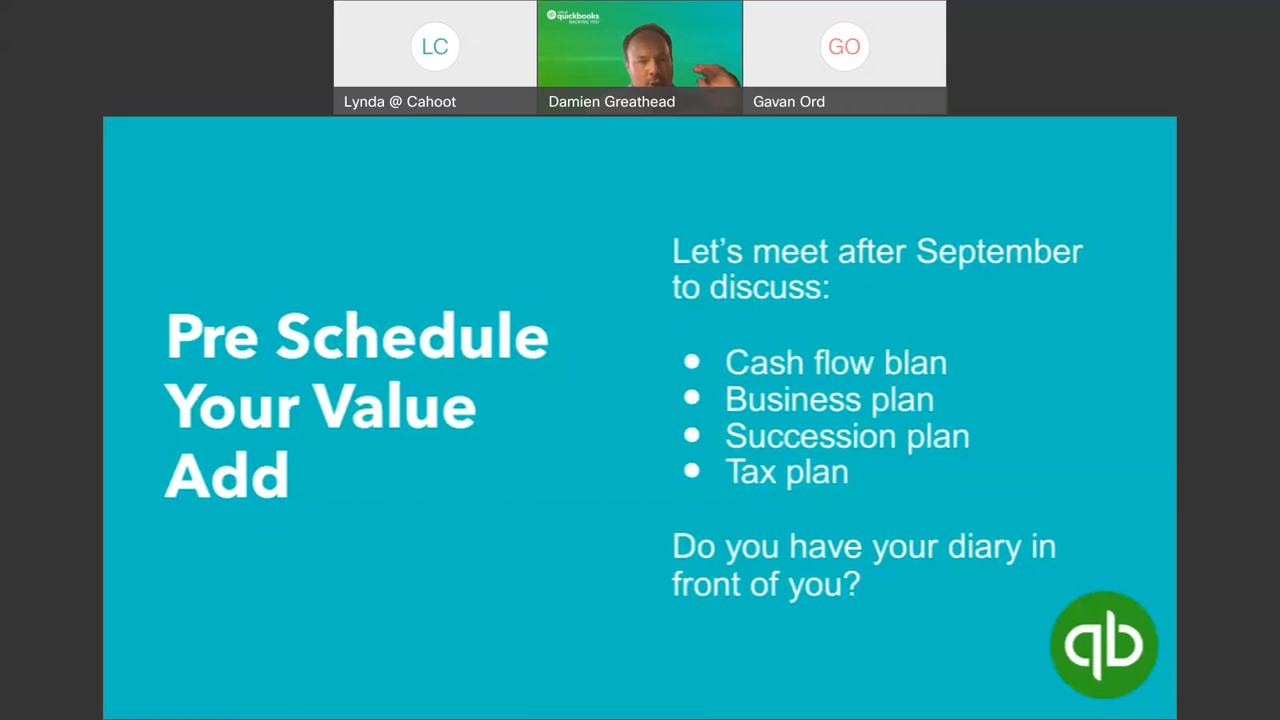 LC
quickbooks
BACKING YOU
GO
Lynda @ Cahoot
Damien Greathead
Gavan Ord
Pre Schedule
Your Value
Add
Let's meet after September
to discuss:
• Cash flow blan
• Business plan
• Succession plan
• Tax plan
Do you have your diary in
front of you?
qb